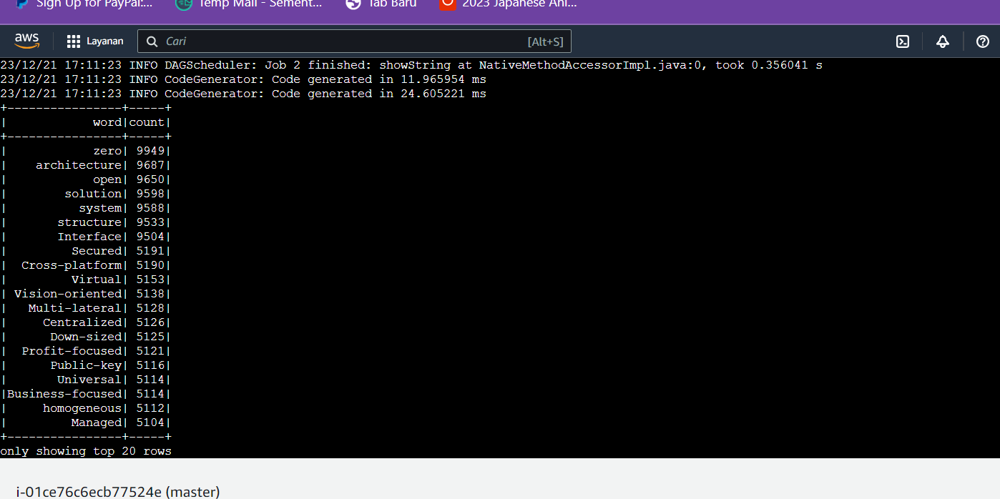 Sign Up for PayPal:... Temp Mail - Sement... Tab Baru 2023 Japanese Ani...
aws Layanan Cari [Alt+S]
23/12/21 17:11:23 INFO DAGScheduler: Job 2 finished: showString at NativeMethodAccessorImpl.java:0, took 0.356041 s
23/12/21 17:11:23 INFO CodeGenerator: Code generated in 11.965954 ms
23/12/21 17:11:23 INFO CodeGenerator: Code generated in 24.605221 ms
+----------------+-----+
|            word|count|
+----------------+-----+
|            zero| 9949|
|    architecture| 9687|
|            open| 9650|
|        solution| 9598|
|          system| 9588|
|       structure| 9533|
|       Interface| 9504|
|         Secured| 5191|
|  Cross-platform| 5190|
|         Virtual| 5153|
| Vision-oriented| 5138|
|   Multi-lateral| 5128|
|     Centralized| 5126|
|      Down-sized| 5125|
|  Profit-focused| 5121|
|      Public-key| 5116|
|       Universal| 5114|
|Business-focused| 5114|
|     homogeneous| 5112|
|         Managed| 5104|
+----------------+-----+
only showing top 20 rows
i-01ce76c6ecb77524e (master)